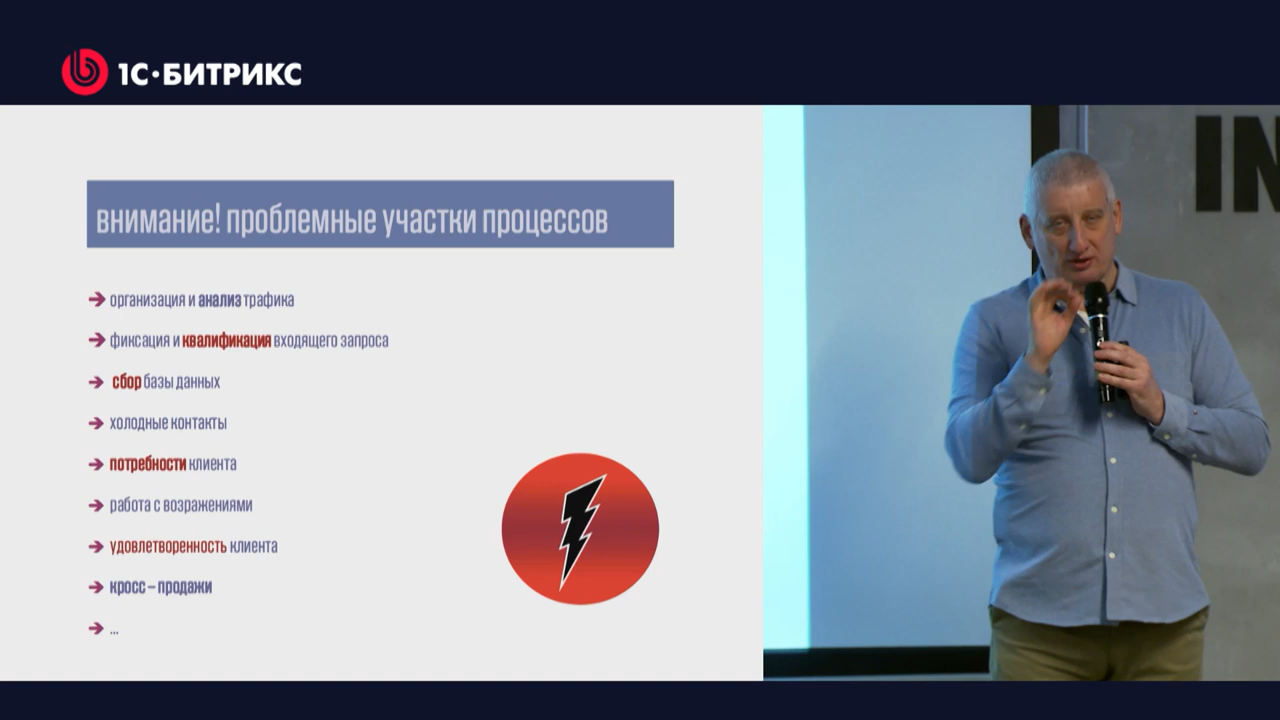 1С·БИТРИКС
IN
внимание! проблемные участки процессов
организация и анализ трафика
фиксация и квалификация входящего запроса
сбор базы данных
холодные контакты
потребности клиента
работа с возражениями
удовлетворенность клиента
кросс – продажи
...